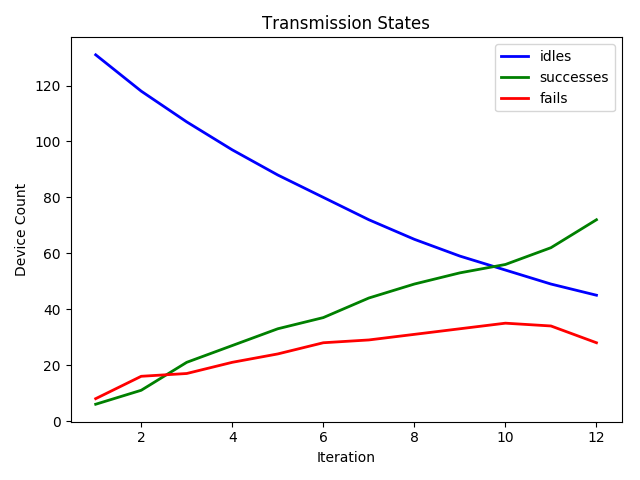 Transmission States
idles
successes
fails
Device Count
120
100
80
60
40
20
0
2 4 6 8 10 12
Iteration